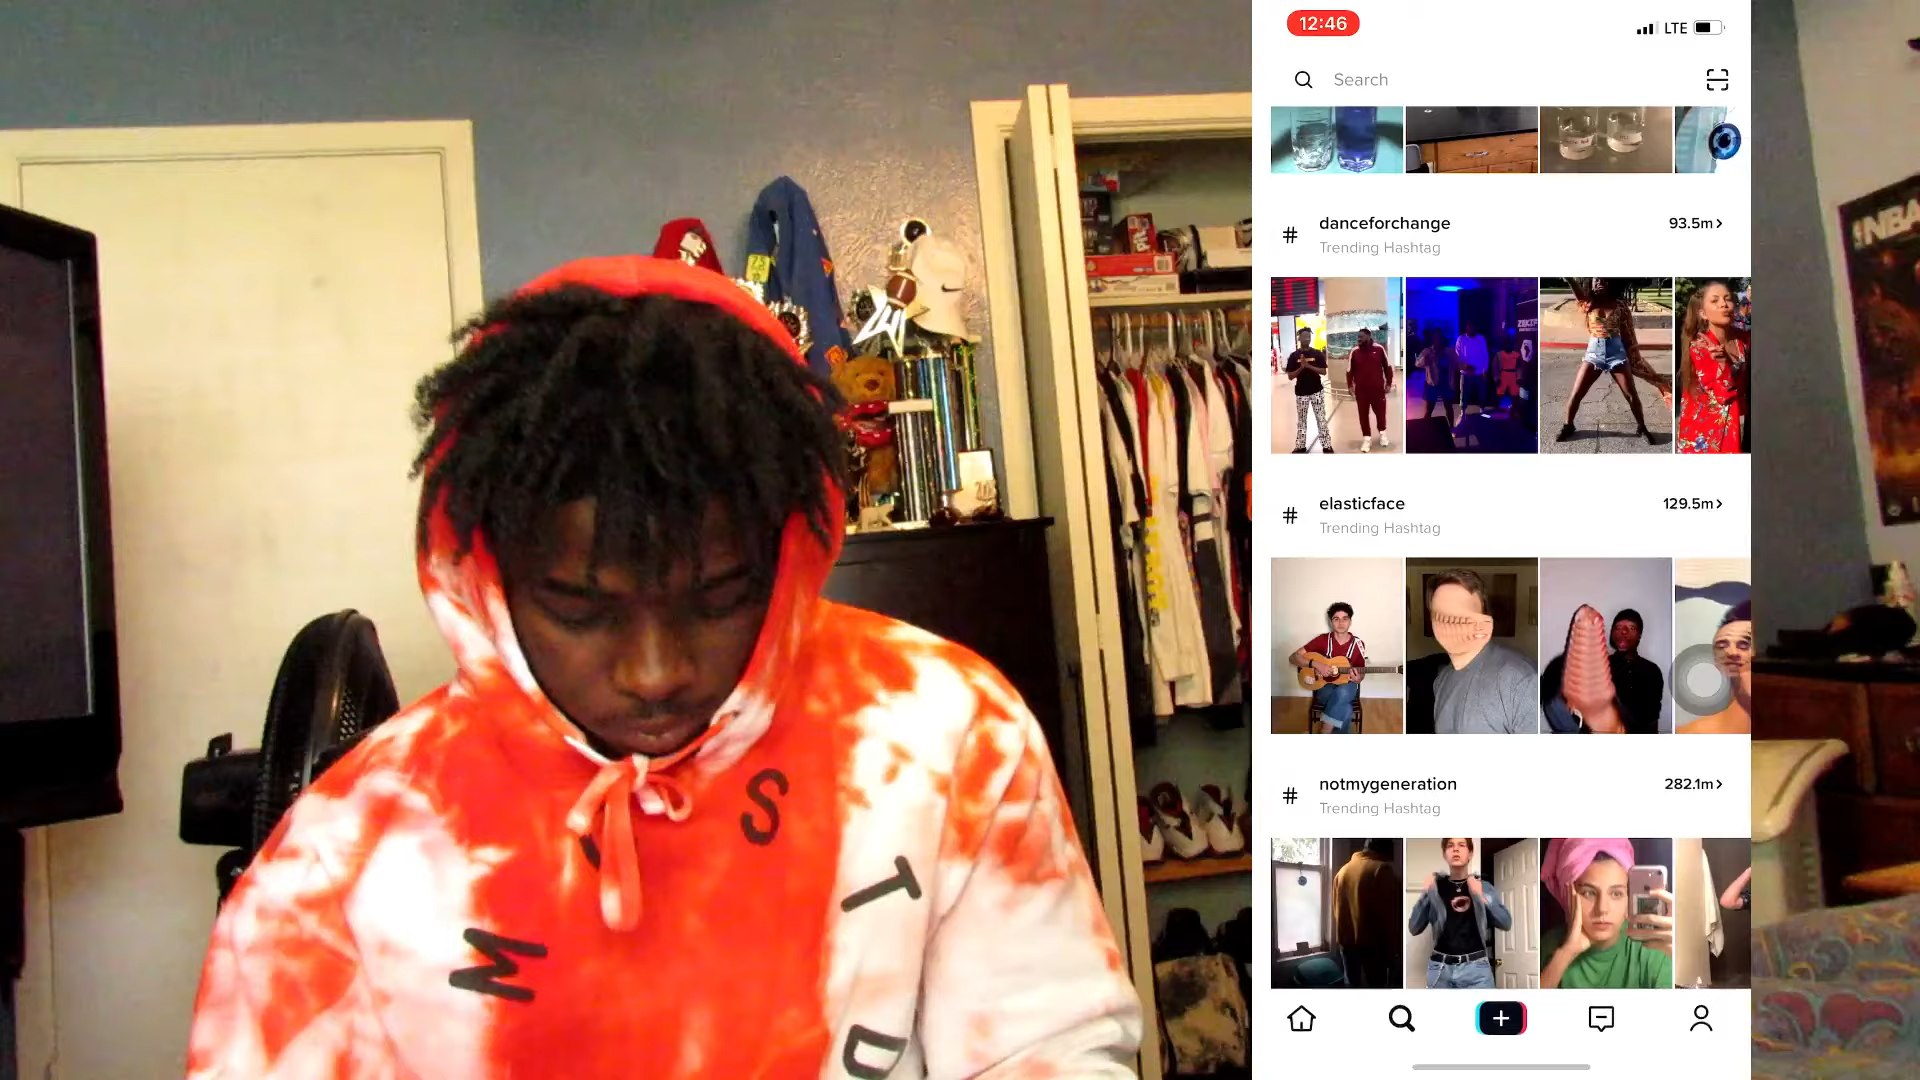 12:46
LTE
Search
# danceforchange 93.5m >
Trending Hashtag
# elasticface 129.5m >
Trending Hashtag
# notmygeneration 282.1m >
Trending Hashtag
NBA
S
T
D